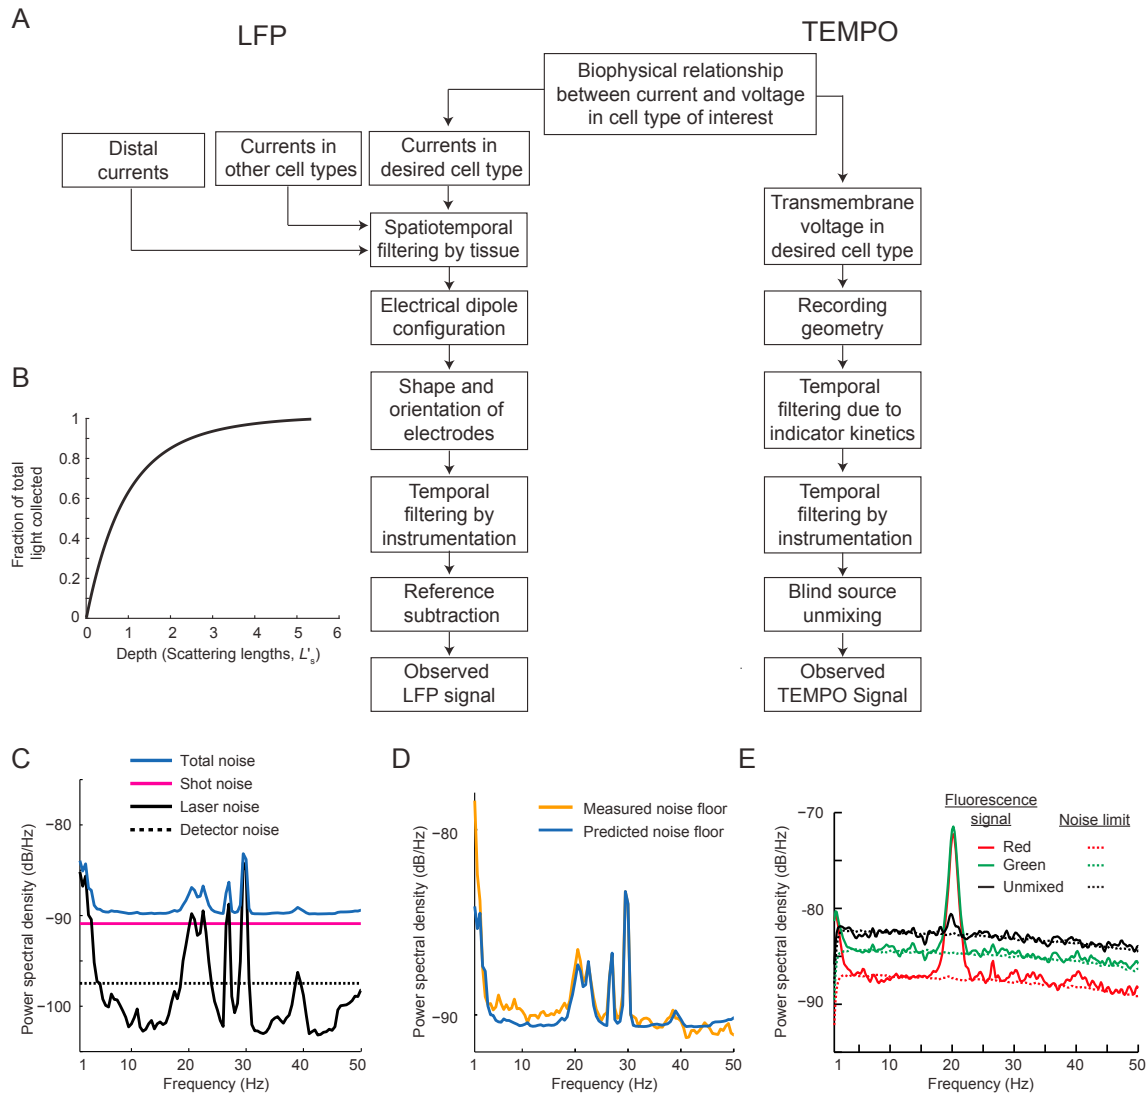 A
LFP
TEMPO
Biophysical relationship
between current and voltage
in cell type of interest
Distal
currents
Currents in
other cell types
Currents in
desired cell type
Spatiotemporal
filtering by tissue
Electrical dipole
configuration
Shape and
orientation of
electrodes
Temporal
filtering by
instrumentation
Reference
subtraction
Observed
LFP signal
Transmembrane
voltage in
desired cell type
Recording
geometry
Temporal
filtering due to
indicator kinetics
Temporal
filtering by
instrumentation
Blind source
unmixing
Observed
TEMPO Signal
B
Fraction of total
light collected
1
0.8
0.6
0.4
0.2
0
0 1 2 3 4 5 6
Depth (Scattering lengths, L's)
C
Total noise
Shot noise
Laser noise
Detector noise
Power spectral density (dB/Hz)
−80
−90
−100
1 10 20 30 40 50
Frequency (Hz)
D
Measured noise floor
Predicted noise floor
Power spectral density (dB/Hz)
−80
−90
1 10 20 30 40 50
Frequency (Hz)
E
Fluorescence
signal
Noise limit
Red
Green
Unmixed
Power spectral density (dB/Hz)
−70
−80
−90
1 10 20 30 40 50
Frequency (Hz)